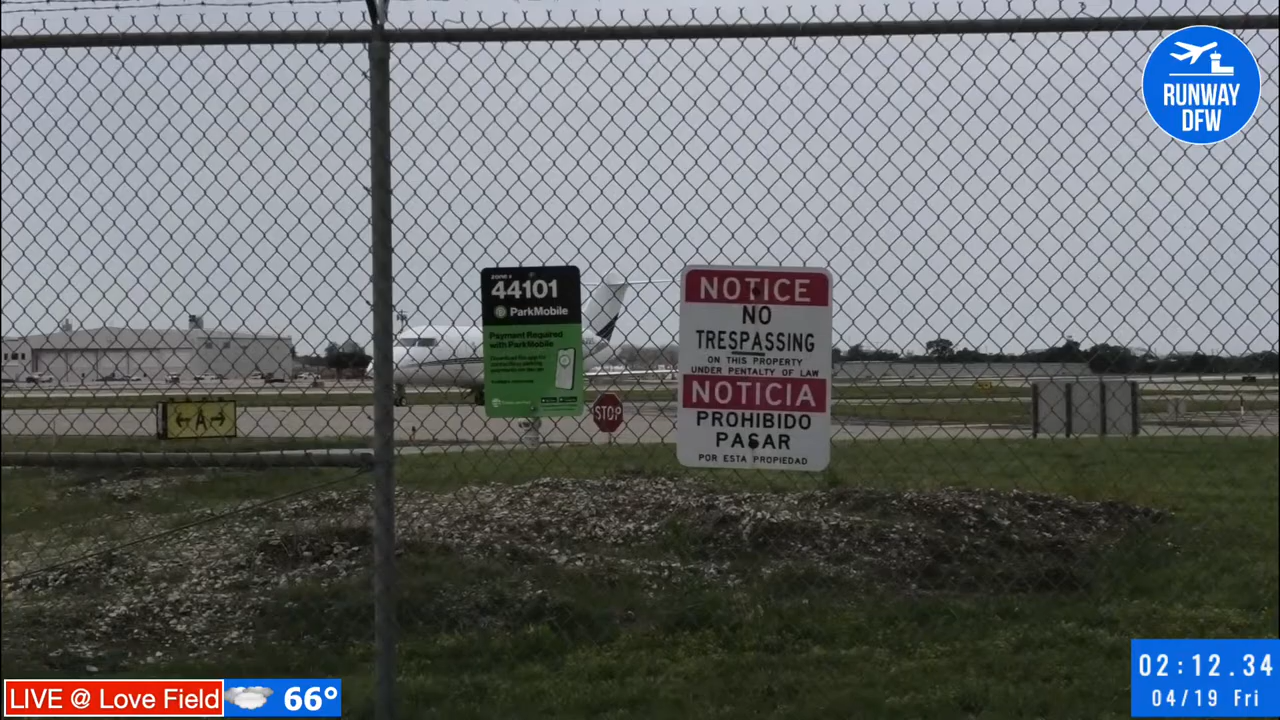 RUNWAY
DFW
zone #
44101
ParkMobile
Payment Required
with ParkMobile
NOTICE
NO
TRESPASSING
ON THIS PROPERTY
UNDER PENTALTY OF LAW
NOTICIA
PROHIBIDO
PASAR
POR ESTA PROPIEDAD
STOP
A
LIVE @ Love Field
66°
02:12.34
04/19 Fri